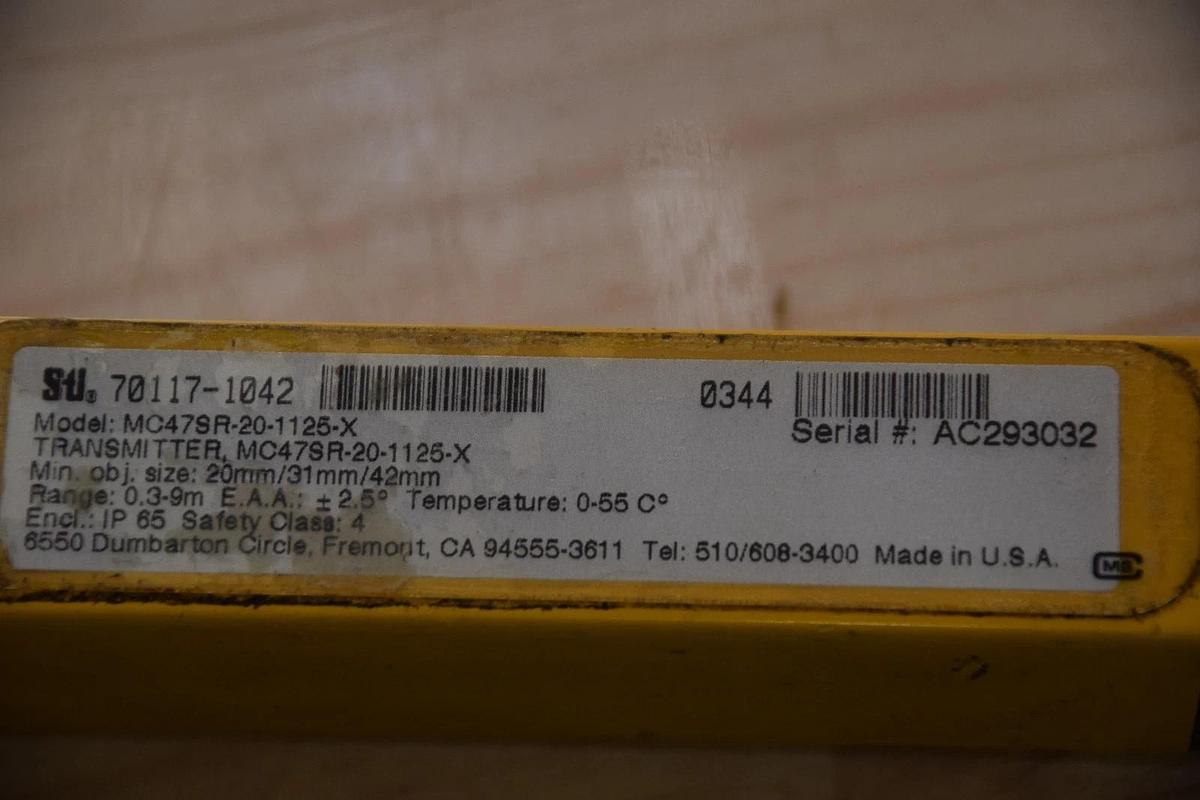 STI® 70117-1042 0344
Serial #: AC293032
Model: MC47SR-20-1125-X
TRANSMITTER, MC47SR-20-1125-X
Min. obj. size: 20mm/31mm/42mm
Range: 0.3-9m E.A.A.: ± 2.5° Temperature: 0-55 C°
Encl.: IP 65 Safety Class: 4
6550 Dumbarton Circle, Fremont, CA 94555-3611 Tel: 510/608-3400 Made in U.S.A.